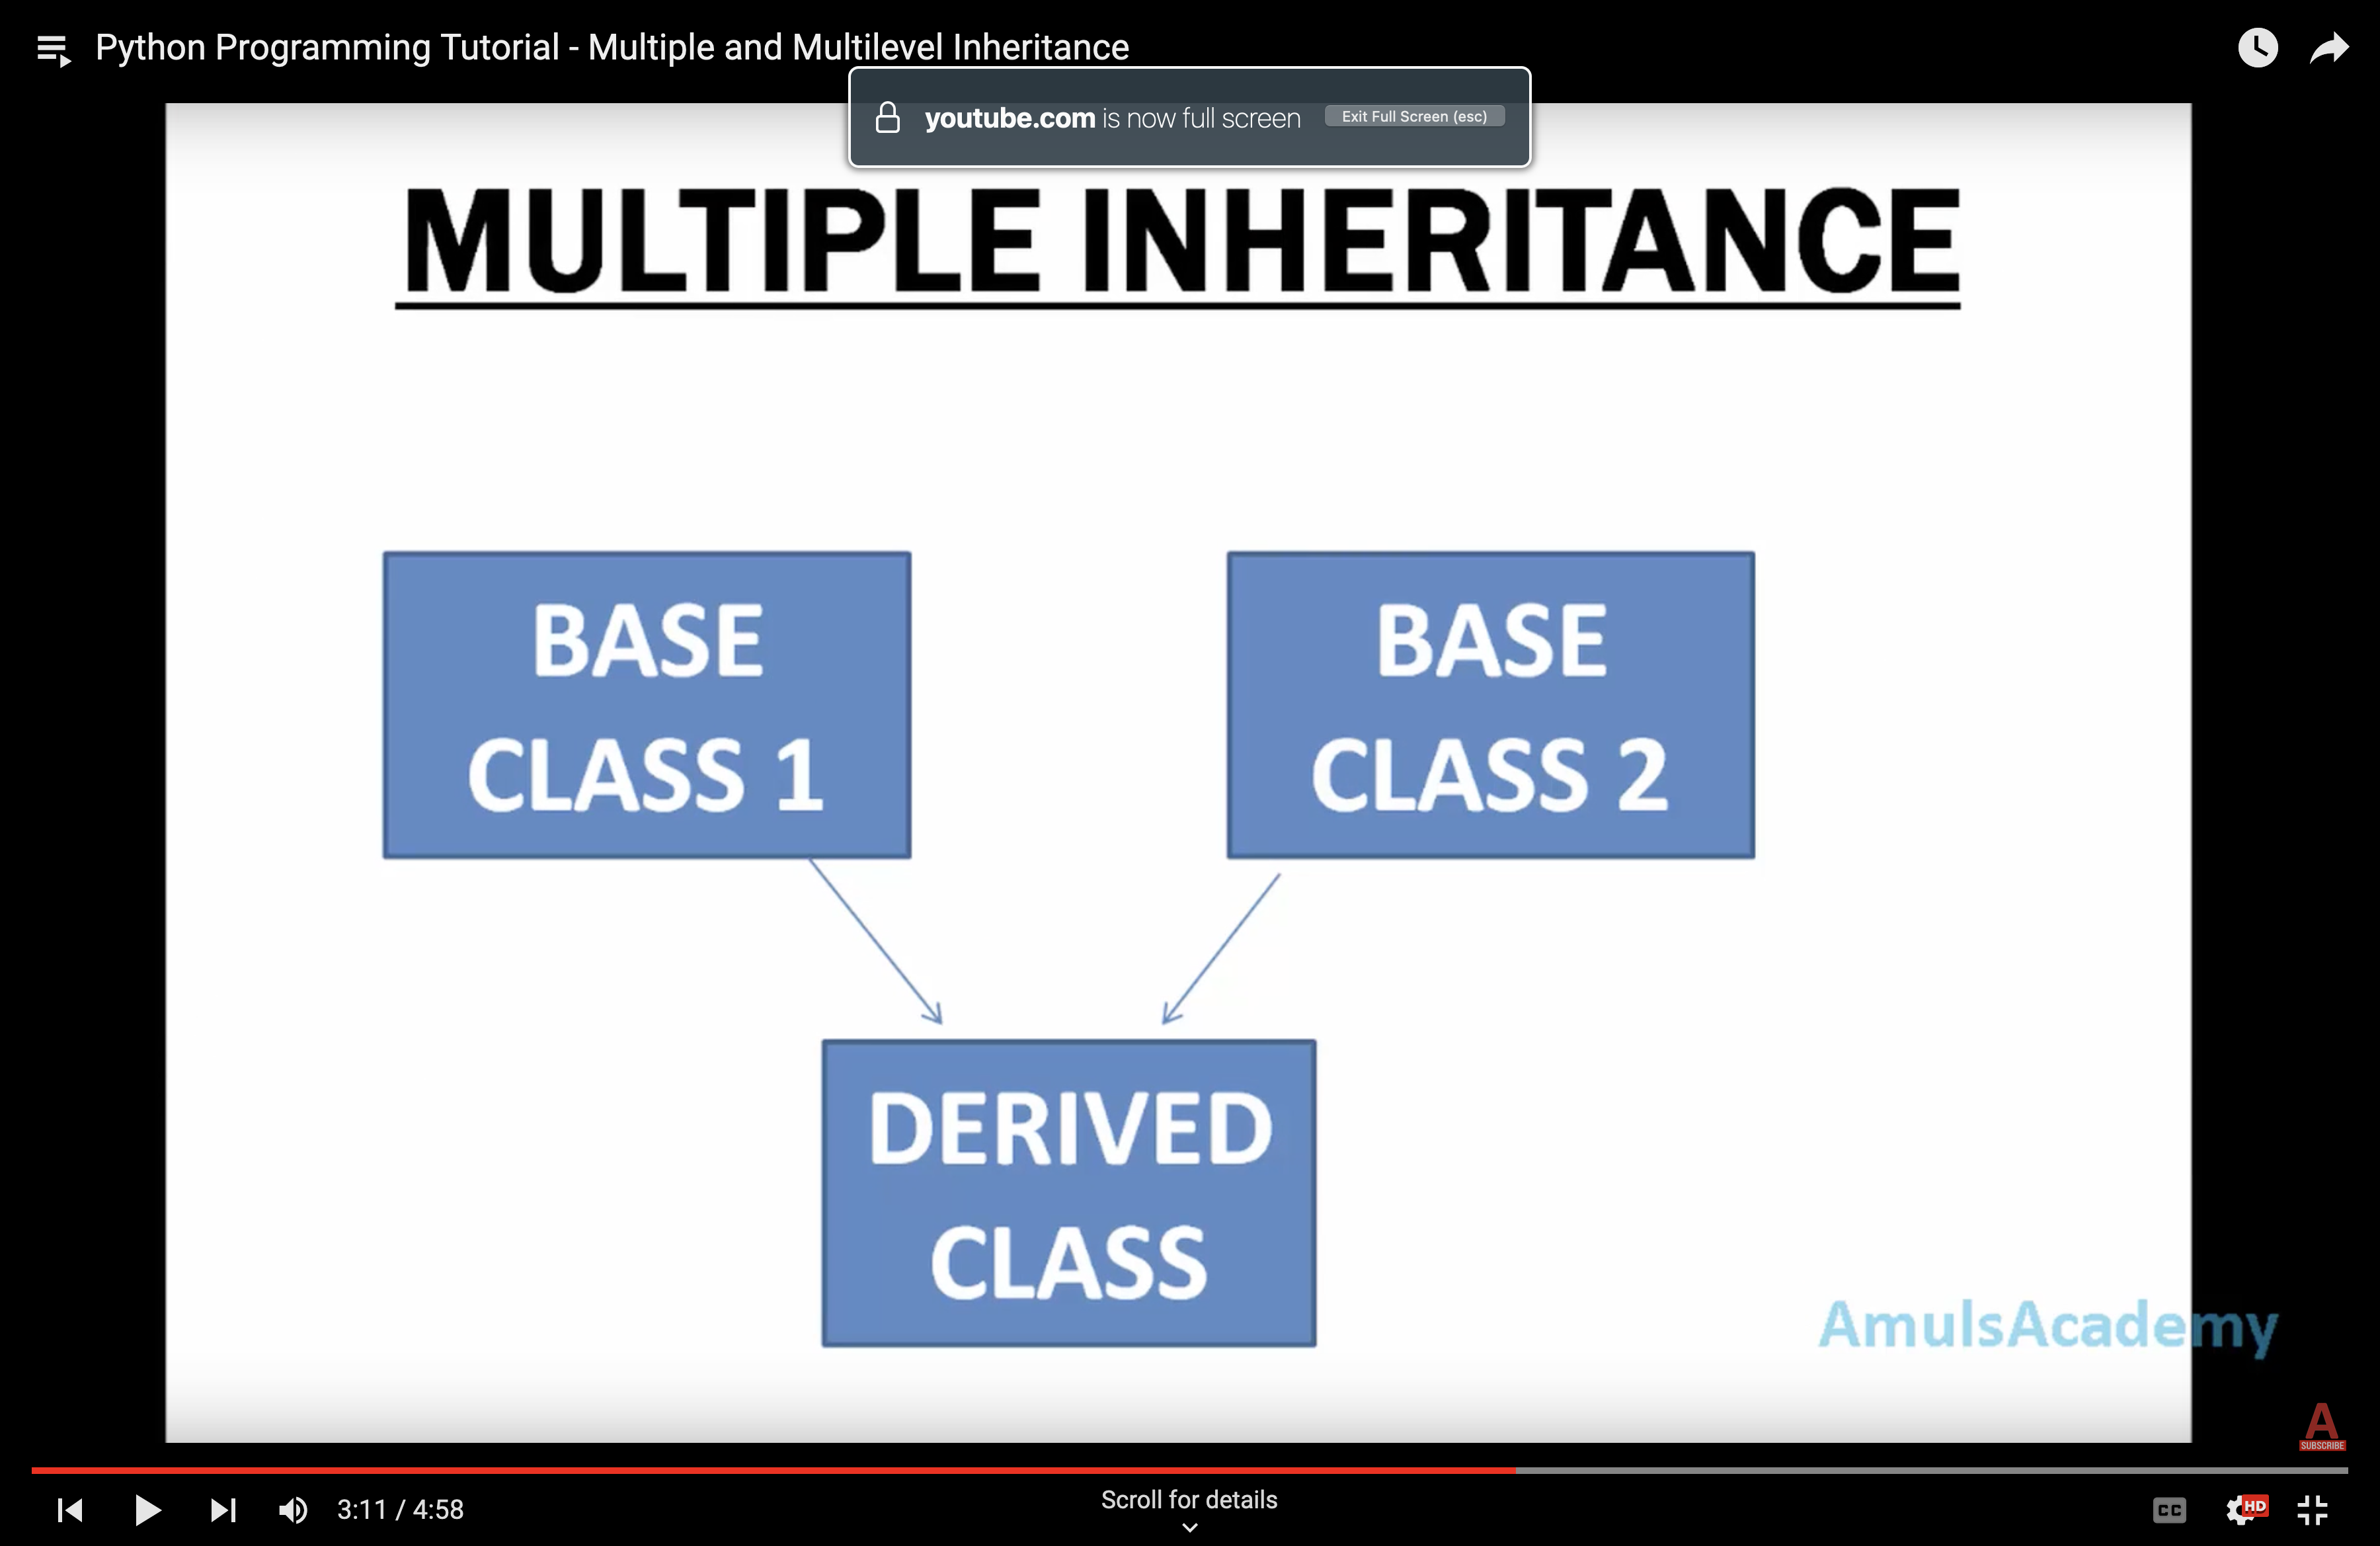 Python Programming Tutorial - Multiple and Multilevel Inheritance
youtube.com is now full screen Exit Full Screen (esc)
MULTIPLE INHERITANCE
BASE
CLASS 1
BASE
CLASS 2
DERIVED
CLASS
AmulsAcademy
A
SUBSCRIBE
3:11 / 4:58
Scroll for details
CC
HD